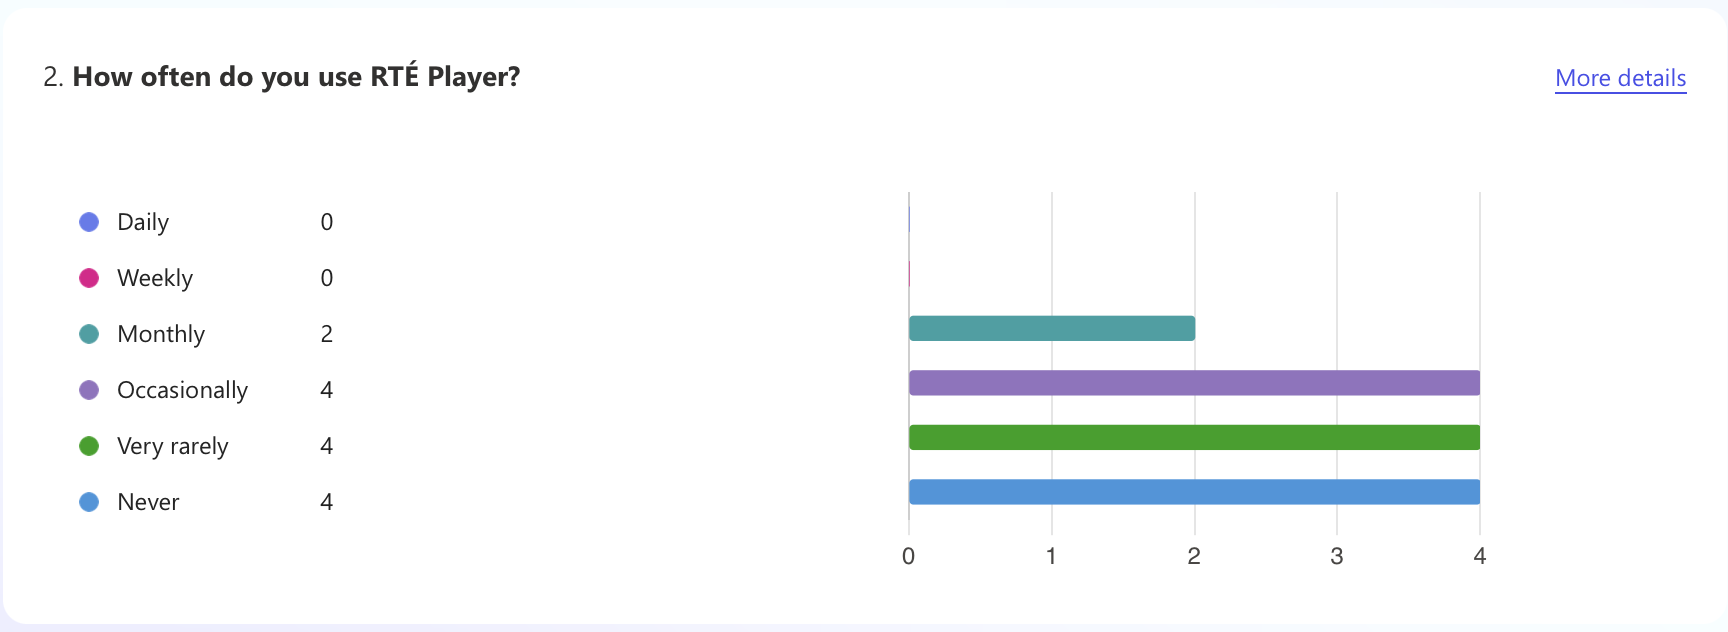 2. How often do you use RTÉ Player?
More details
Daily 0
Weekly 0
Monthly 2
Occasionally 4
Very rarely 4
Never 4
0 1 2 3 4